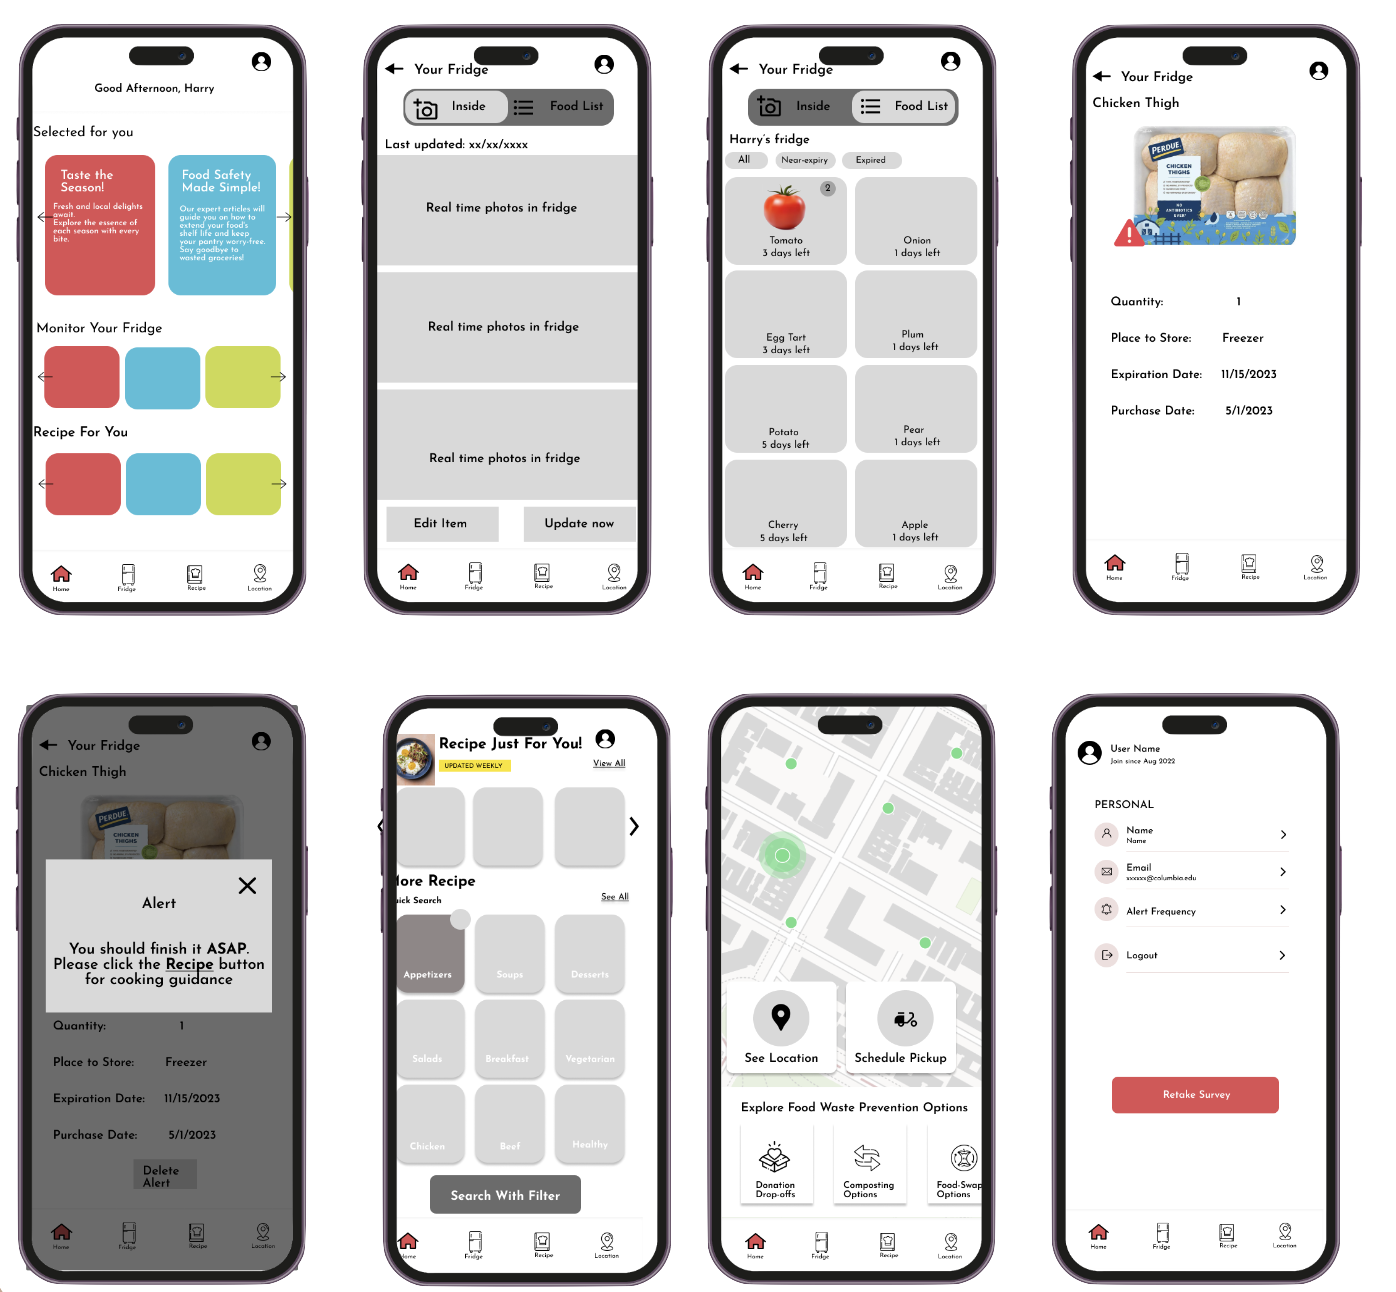 Good Afternoon, Harry
Selected for you
Taste the
Season!
Fresh and local delights
await.
Explore the essence of
each season with every
bite.
Food Safety
Made Simple!
Our expert articles will
guide you on how to
extend your food's
shelf life and keep
your pantry worry-free.
Say goodbye to
wasted groceries!
Monitor Your Fridge
Recipe For You
Home
Fridge
Recipe
Location
Your Fridge
Inside
Food List
Last updated: xx/xx/xxxx
Real time photos in fridge
Real time photos in fridge
Real time photos in fridge
Edit Item
Update now
Home
Fridge
Recipe
Location
Your Fridge
Inside
Food List
Harry's fridge
All
Near-expiry
Expired
2
Tomato
3 days left
Onion
1 days left
Egg Tart
3 days left
Plum
1 days left
Potato
5 days left
Pear
1 days left
Cherry
5 days left
Apple
1 days left
Home
Fridge
Recipe
Location
Your Fridge
Chicken Thigh
PERDUE
CHICKEN
THIGHS
NO
ANTIBIOTICS
EVER!
Quantity: 1
Place to Store: Freezer
Expiration Date: 11/15/2023
Purchase Date: 5/1/2023
Home
Fridge
Recipe
Location
Your Fridge
Chicken Thigh
PERDUE
CHICKEN
THIGHS
Alert
You should finish it ASAP.
Please click the Recipe button
for cooking guidance
Quantity: 1
Place to Store: Freezer
Expiration Date: 11/15/2023
Purchase Date: 5/1/2023
Delete
Alert
Home
Fridge
Recipe
Location
Recipe Just For You!
UPDATED WEEKLY
View All
ore Recipe
ick Search
See All
Appetizers
Soups
Desserts
Salads
Breakfast
Vegetarian
Chicken
Beef
Healthy
Search With Filter
Home
Fridge
Recipe
Location
See Location
Schedule Pickup
Explore Food Waste Prevention Options
Donation
Drop-offs
Composting
Options
Food-Swap
Options
Home
Fridge
Recipe
Location
User Name
Join since Aug 2022
PERSONAL
Name
Name
Email
xxxxxx@columbia.edu
Alert Frequency
Logout
Retake Survey
Home
Fridge
Recipe
Location